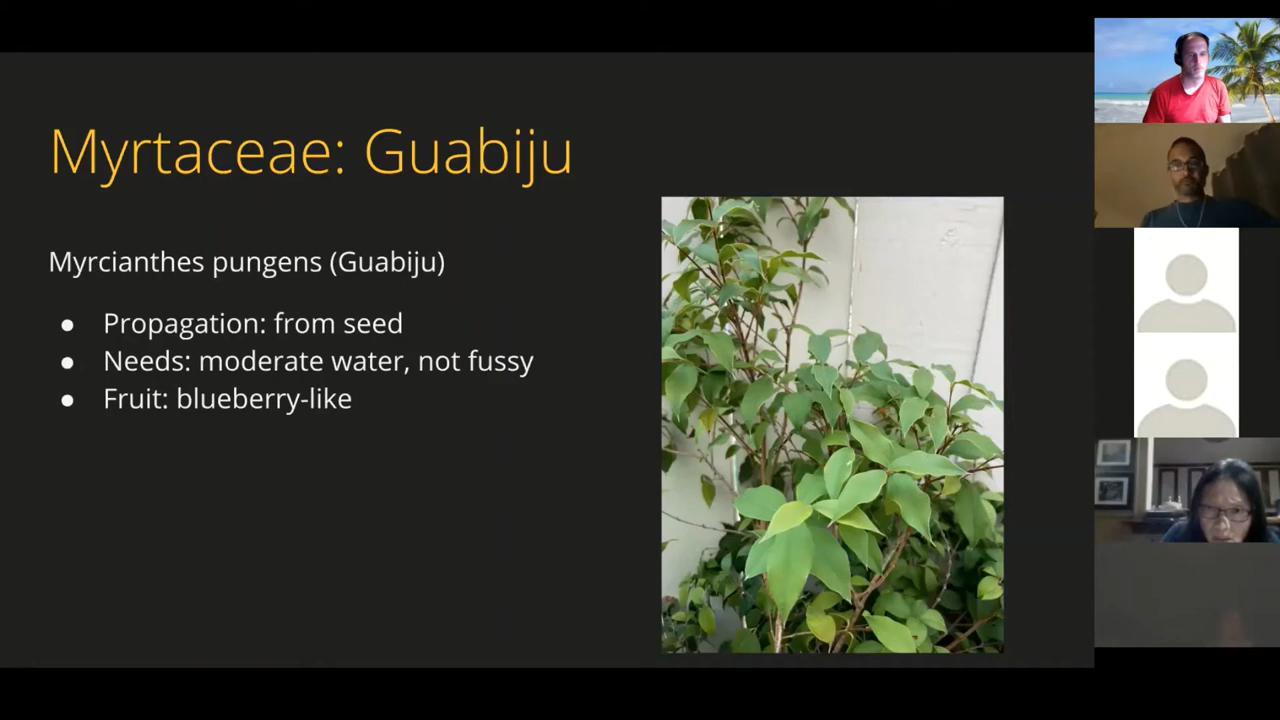 Myrtaceae: Guabiju
Myrcianthes pungens (Guabiju)
● Propagation: from seed
● Needs: moderate water, not fussy
● Fruit: blueberry-like